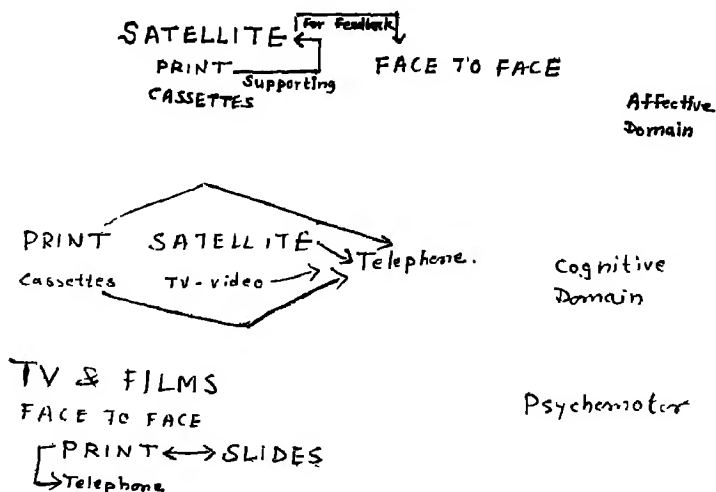 For Feedback
SATELLITE
PRINT FACE TO FACE
Supporting
CASSETTES
Affective
Domain
PRINT SATELLITE
Telephone.
Cassettes TV-video
Cognitive
Domain
TV & FILMS
FACE TO FACE
Psychemotor
PRINT SLIDES
Telephone